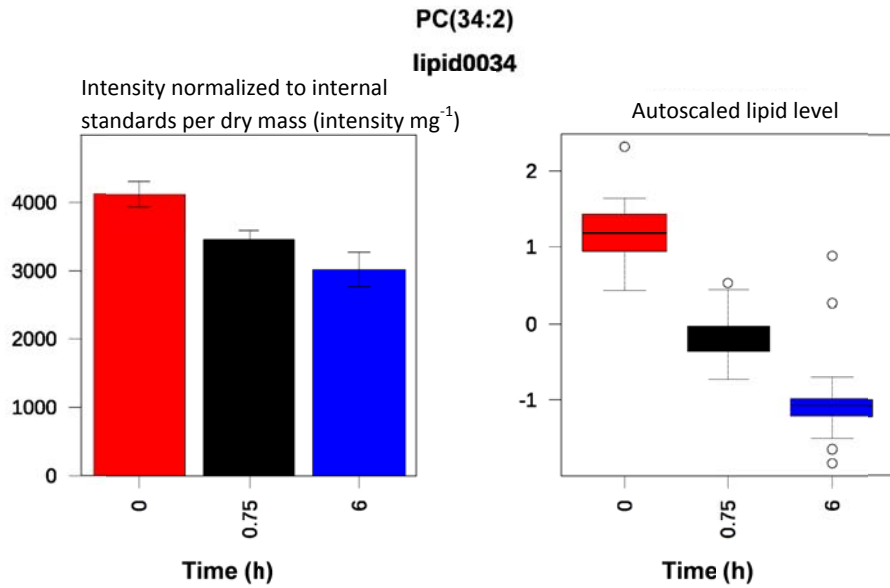 PC(34:2)
lipid0034
Intensity normalized to internal
standards per dry mass (intensity mg⁻¹)
4000
3000
2000
1000
0
0
0.75
6
Time (h)
Autoscaled lipid level
2
1
0
-1
0
0.75
6
Time (h)